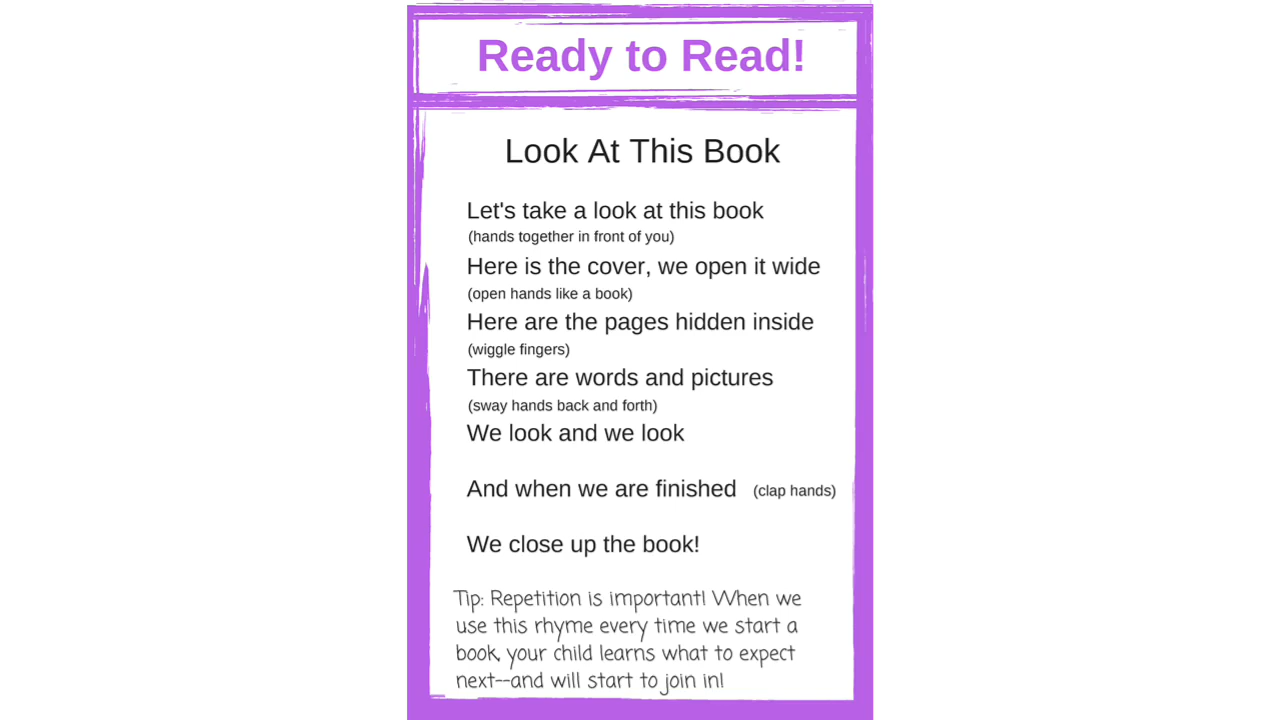 Ready to Read!
Look At This Book
Let's take a look at this book
(hands together in front of you)
Here is the cover, we open it wide
(open hands like a book)
Here are the pages hidden inside
(wiggle fingers)
There are words and pictures
(sway hands back and forth)
We look and we look
And when we are finished (clap hands)
We close up the book!
Tip: Repetition is important! When we
use this rhyme every time we start a
book, your child learns what to expect
next--and will start to join in!